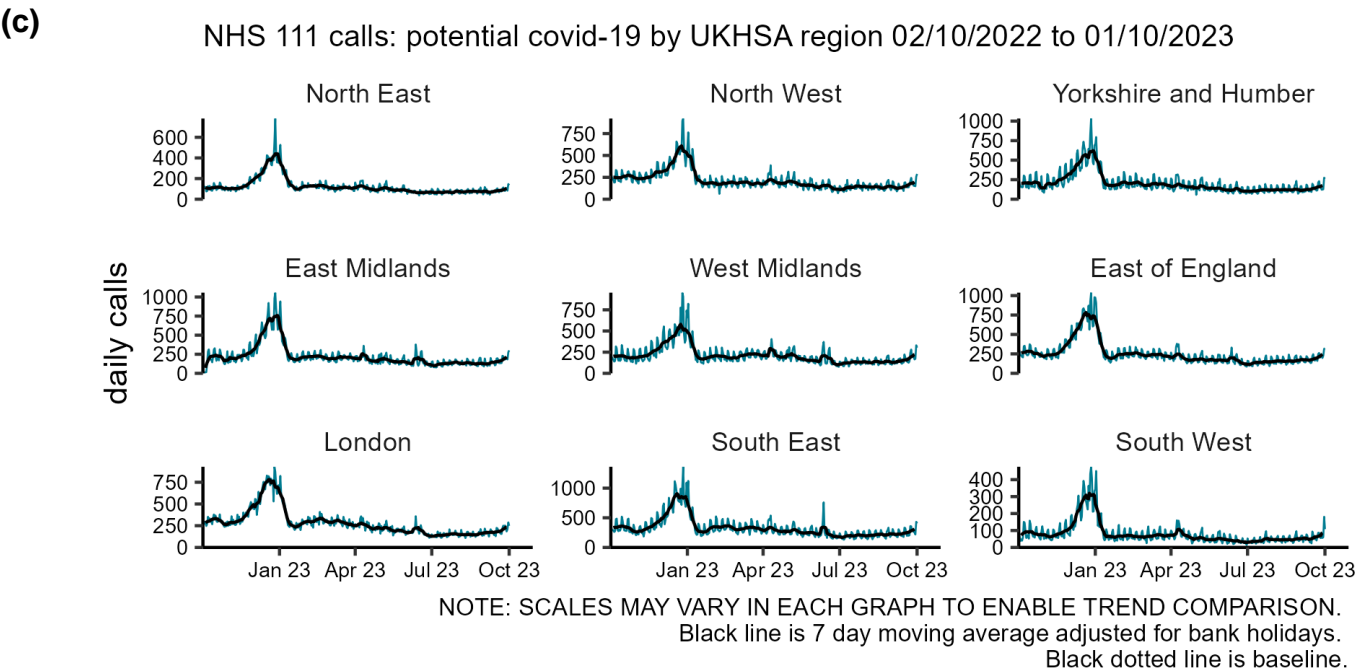 (c)
NHS 111 calls: potential covid-19 by UKHSA region 02/10/2022 to 01/10/2023
North East
North West
Yorkshire and Humber
600
400
200
0
750
500
250
0
1000
750
500
250
0
daily calls
East Midlands
West Midlands
East of England
1000
750
500
250
0
750
500
250
0
1000
750
500
250
0
London
South East
South West
750
500
250
0
1000
500
0
400
300
200
100
0
Jan 23 Apr 23 Jul 23 Oct 23
Jan 23 Apr 23 Jul 23 Oct 23
Jan 23 Apr 23 Jul 23 Oct 23
NOTE: SCALES MAY VARY IN EACH GRAPH TO ENABLE TREND COMPARISON.
Black line is 7 day moving average adjusted for bank holidays.
Black dotted line is baseline.